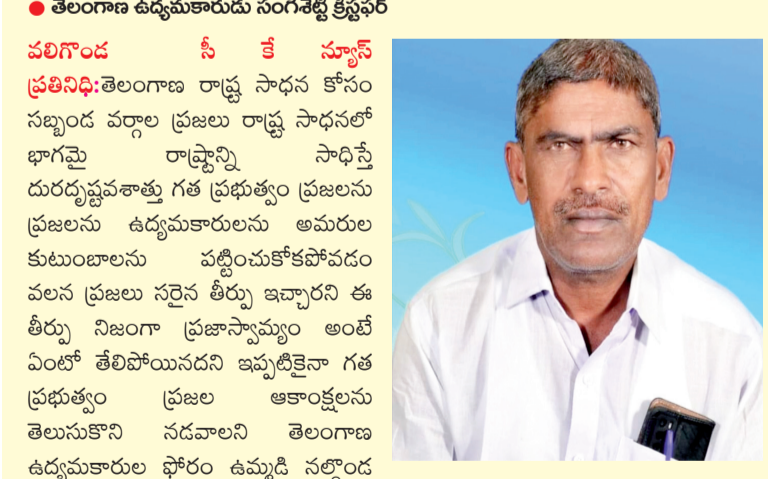 ● తెలంగాణ ఉద్యమకారుడు సంగిశెట్టి క్రిస్టఫర్
వలిగొండ సీ కే న్యూస్
ప్రతినిధి:తెలంగాణ రాష్ట్ర సాధన కోసం
సబ్బండ వర్గాల ప్రజలు రాష్ట్ర సాధనలో
భాగమై రాష్ట్రాన్ని సాధిస్తే
దురదృష్టవశాత్తు గత ప్రభుత్వం ప్రజలను
ప్రజలను ఉద్యమకారులను అమరుల
కుటుంబాలను పట్టించుకోకపోవడం
వలన ప్రజలు సరైన తీర్పు ఇచ్చారని ఈ
తీర్పు నిజంగా ప్రజాస్వామ్యం అంటే
ఏంటో తేలిపోయినదని ఇప్పటికైనా గత
ప్రభుత్వం ప్రజల ఆకాంక్షలను
తెలుసుకొని నడవాలని తెలంగాణ
ఉద్యమకారుల ఫోరం ఉమ్మడి నల్గొండ